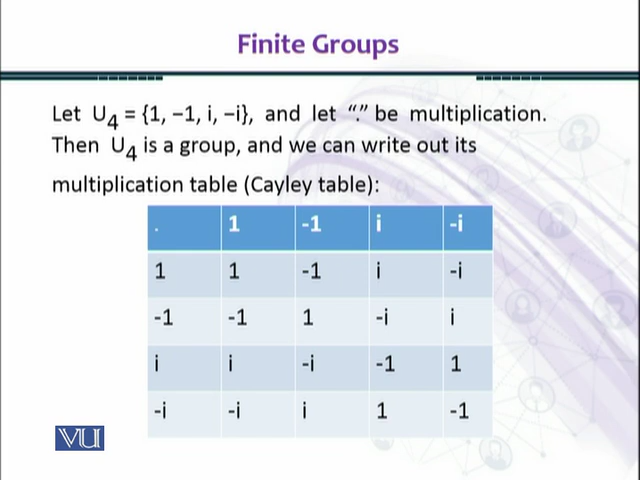 Finite Groups
Let U4 = {1, −1, i, −i}, and let “.” be multiplication.
Then U4 is a group, and we can write out its
multiplication table (Cayley table):
. 1 -1 i -i
1 1 -1 i -i
-1 -1 1 -i i
i i -i -1 1
-i -i i 1 -1
VU